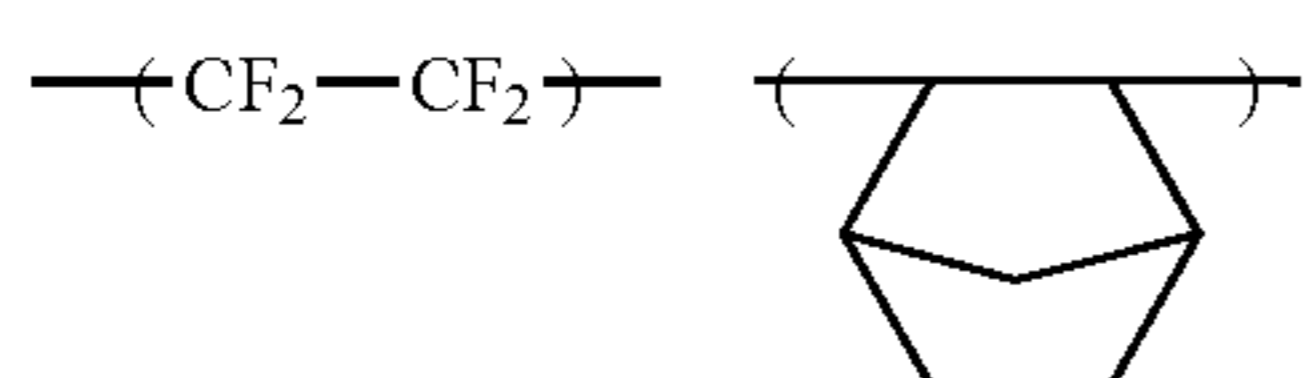 ( CF₂ — CF₂ ) ( )